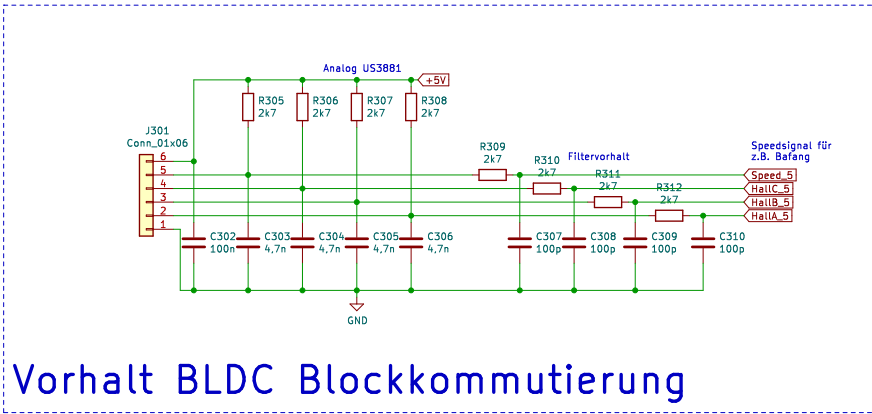 Analog US3881
+5V
R305
2k7
R306
2k7
R307
2k7
R308
2k7
J301
Conn_01x06
6
5
4
3
2
1
R309
2k7
R310
2k7
Filtervorhalt
R311
2k7
R312
2k7
Speedsignal für
z.B. Bafang
Speed_5
HallC_5
HallB_5
HallA_5
C302
100n
C303
4,7n
C304
4,7n
C305
4,7n
C306
4,7n
C307
100p
C308
100p
C309
100p
C310
100p
GND
Vorhalt BLDC Blockkommutierung